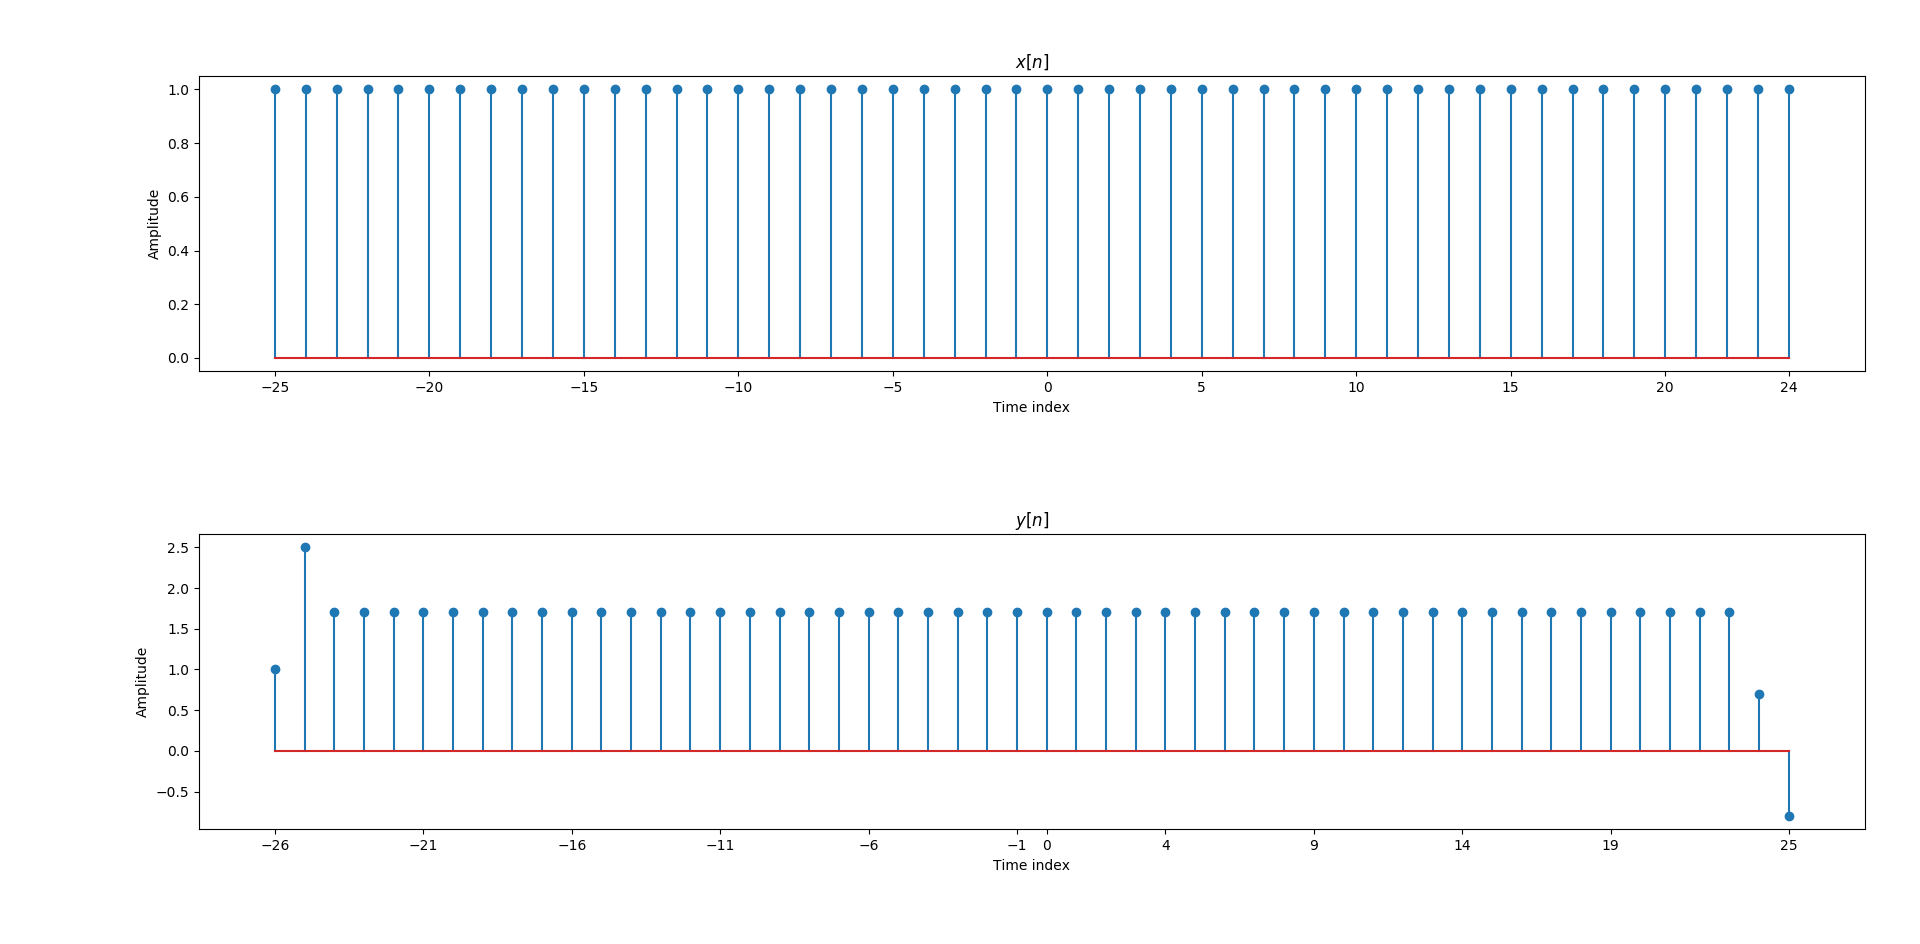 x[n]
1.0
0.8
0.6
0.4
0.2
0.0
Amplitude
−25 −20 −15 −10 −5 0 5 10 15 20 24
Time index
y[n]
2.5
2.0
1.5
1.0
0.5
0.0
−0.5
Amplitude
−26 −21 −16 −11 −6 −1 0 4 9 14 19 25
Time index